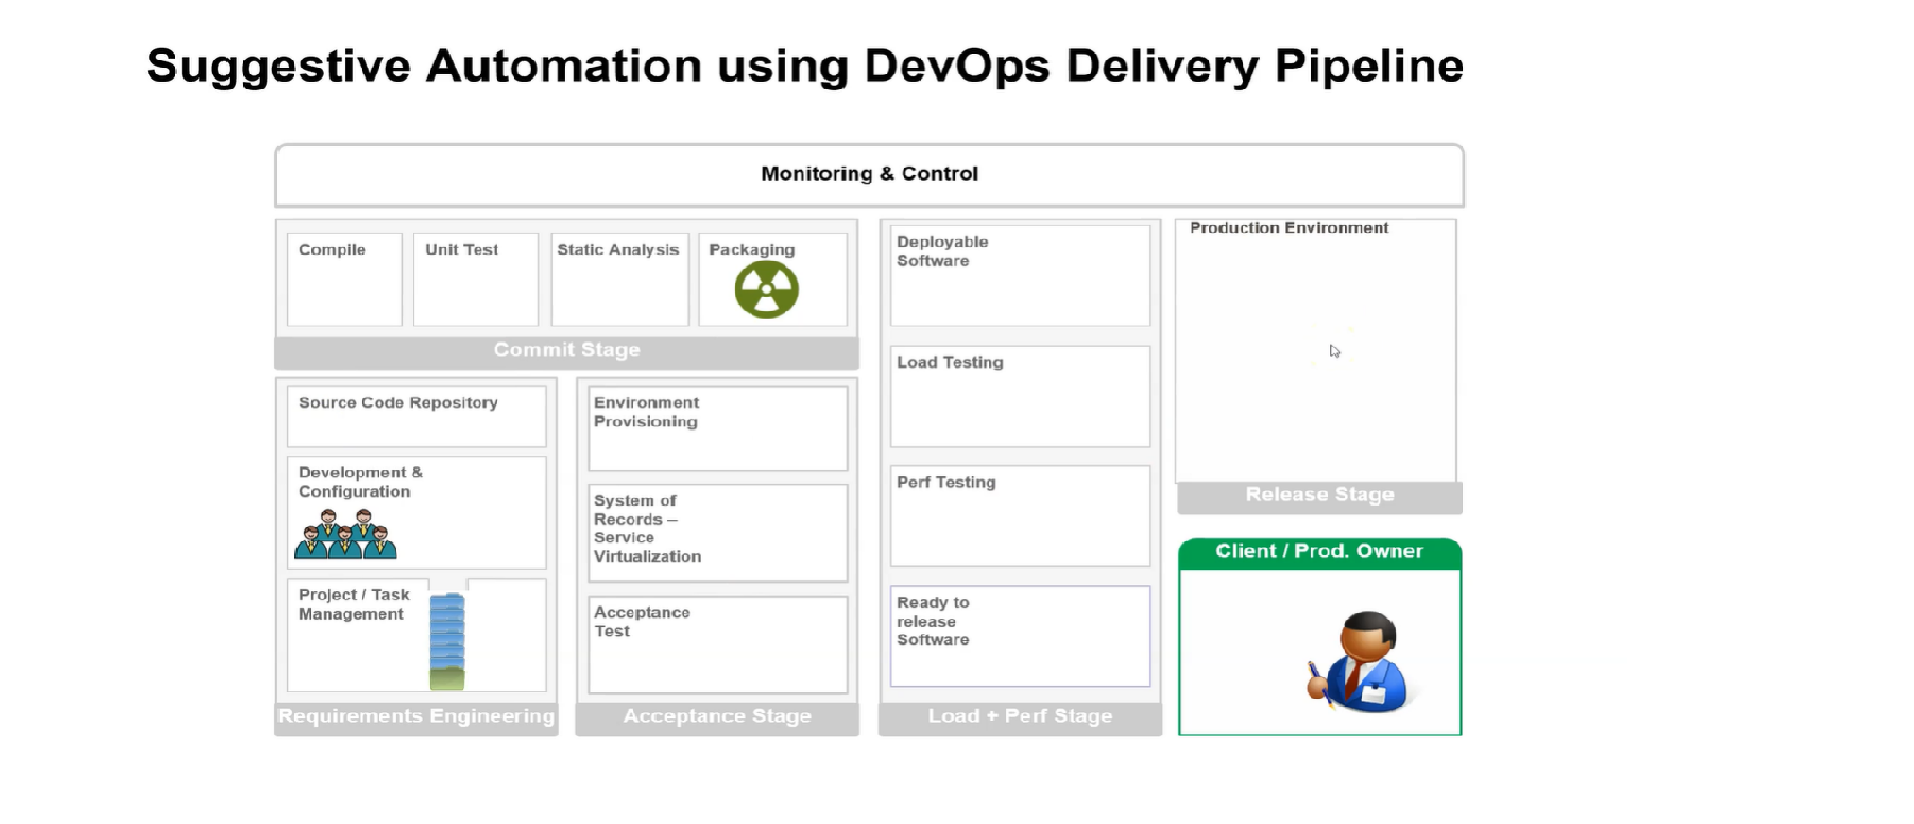 Suggestive Automation using DevOps Delivery Pipeline
Monitoring & Control
Compile
Unit Test
Static Analysis
Packaging
Commit Stage
Source Code Repository
Development &
Configuration
Project / Task
Management
Requirements Engineering
Environment
Provisioning
System of
Records –
Service
Virtualization
Acceptance
Test
Acceptance Stage
Deployable
Software
Load Testing
Perf Testing
Ready to
release
Software
Load + Perf Stage
Production Environment
Release Stage
Client / Prod. Owner